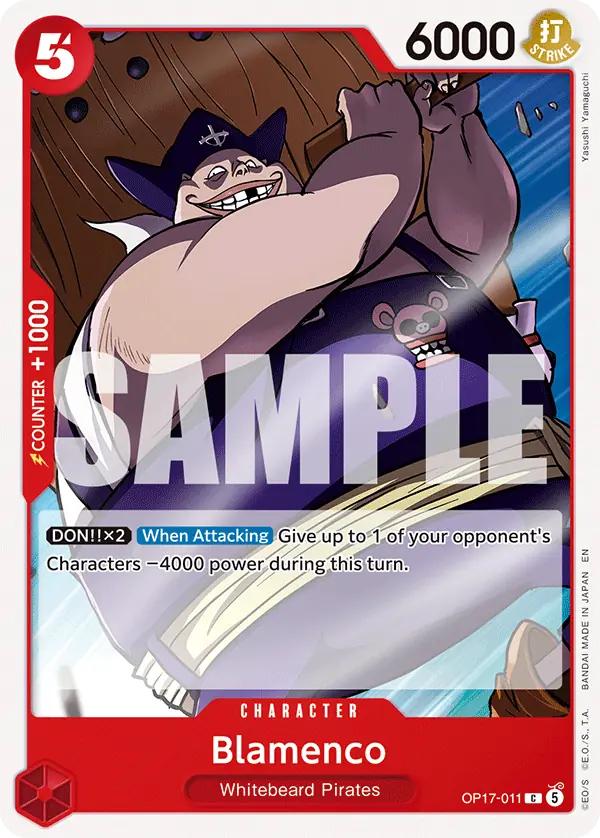 5
6000
打
STRIKE
Yasushi Yamaguchi
COUNTER +1000
SAMPLE
DON!!×2 When Attacking Give up to 1 of your opponent's
Characters −4000 power during this turn.
BANDAI MADE IN JAPAN EN
©EO/S ©E.O./S., T.A.
CHARACTER
Blamenco
Whitebeard Pirates
OP17-011 C 5